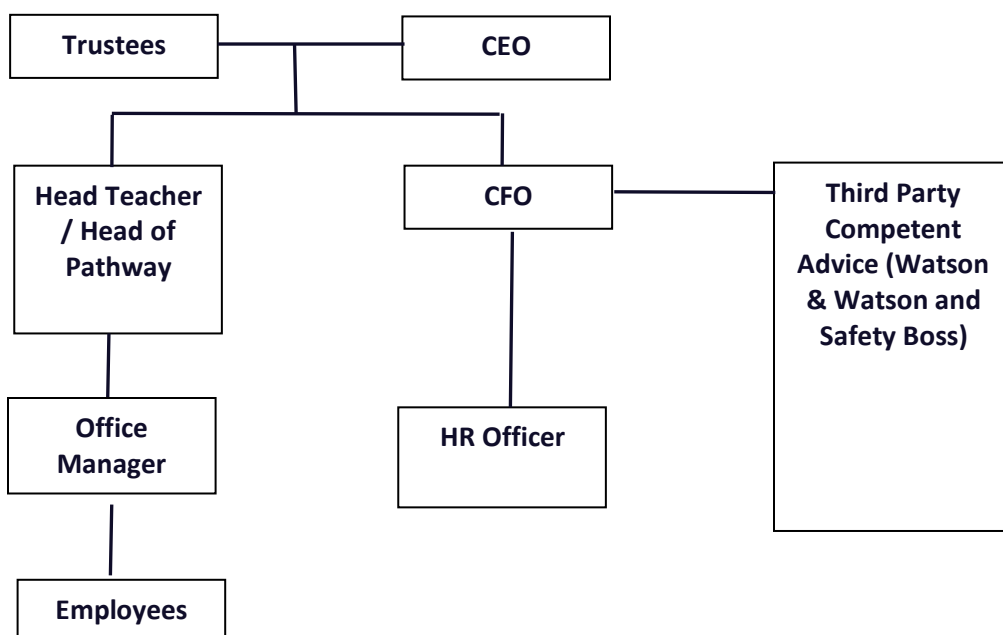 Trustees
CEO
Head Teacher
/ Head of
Pathway
CFO
Third Party
Competent
Advice (Watson
& Watson and
Safety Boss)
Office
Manager
HR Officer
Employees